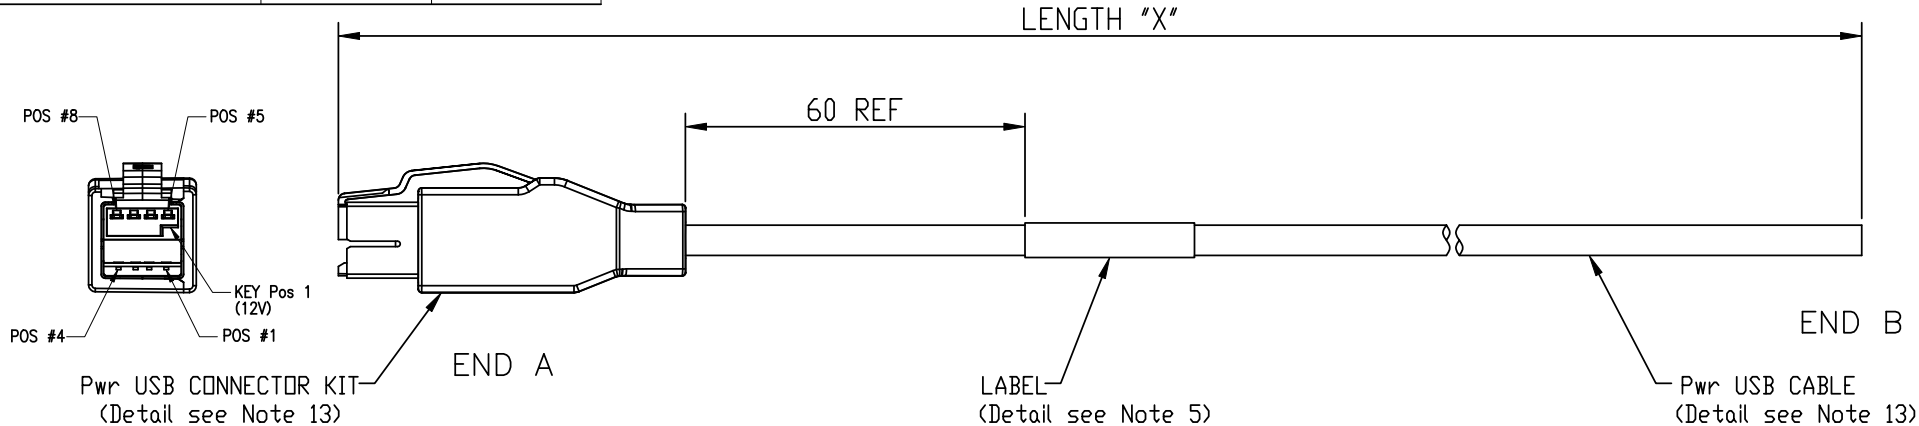 LENGTH "X"
60 REF
POS #8
POS #5
KEY Pos 1
(12V)
POS #4
POS #1
END A
END B
Pwr USB CONNECTOR KIT
(Detail see Note 13)
LABEL
(Detail see Note 5)
Pwr USB CABLE
(Detail see Note 13)